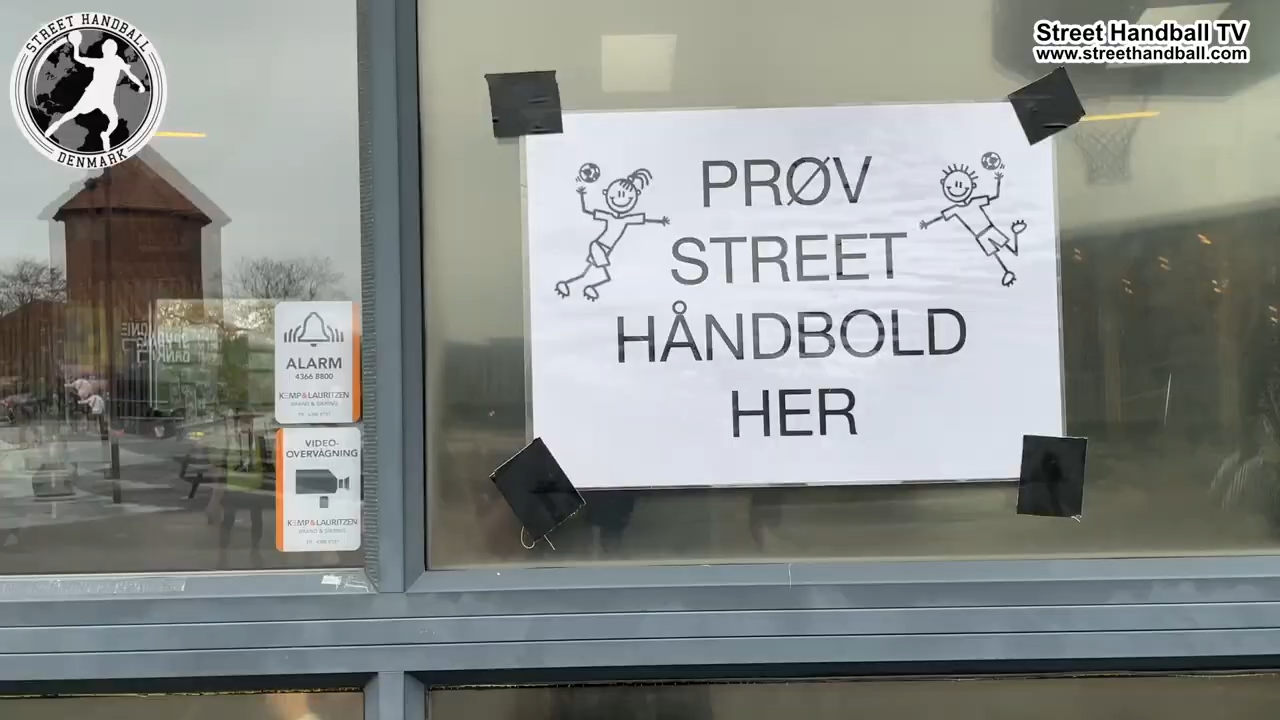 STREET HANDBALL
DENMARK
Street Handball TV
www.streethandball.com
PRØV
STREET
HÅNDBOLD
HER
ALARM
4366 8800
KEMP&LAURITZEN
VIDEO-
OVERVÅGNING
KEMP&LAURITZEN